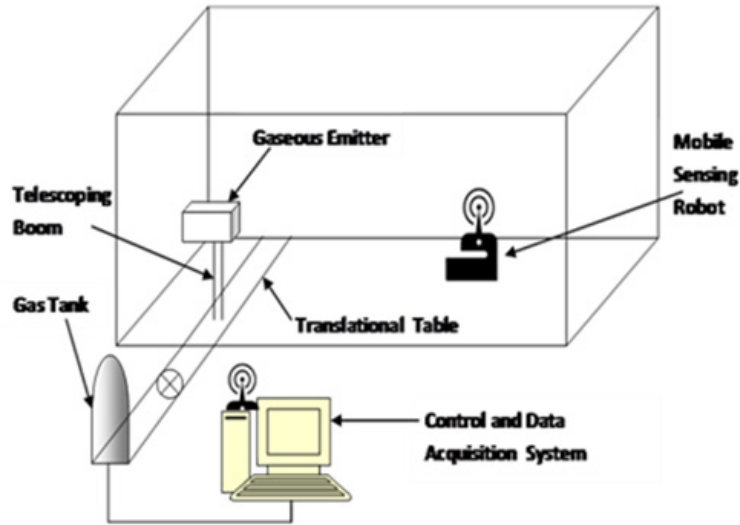 Gaseous Emitter
Mobile
Sensing
Robot
Telescoping
Boom
Gas Tank
Translational Table
Control and Data
Acquisition System